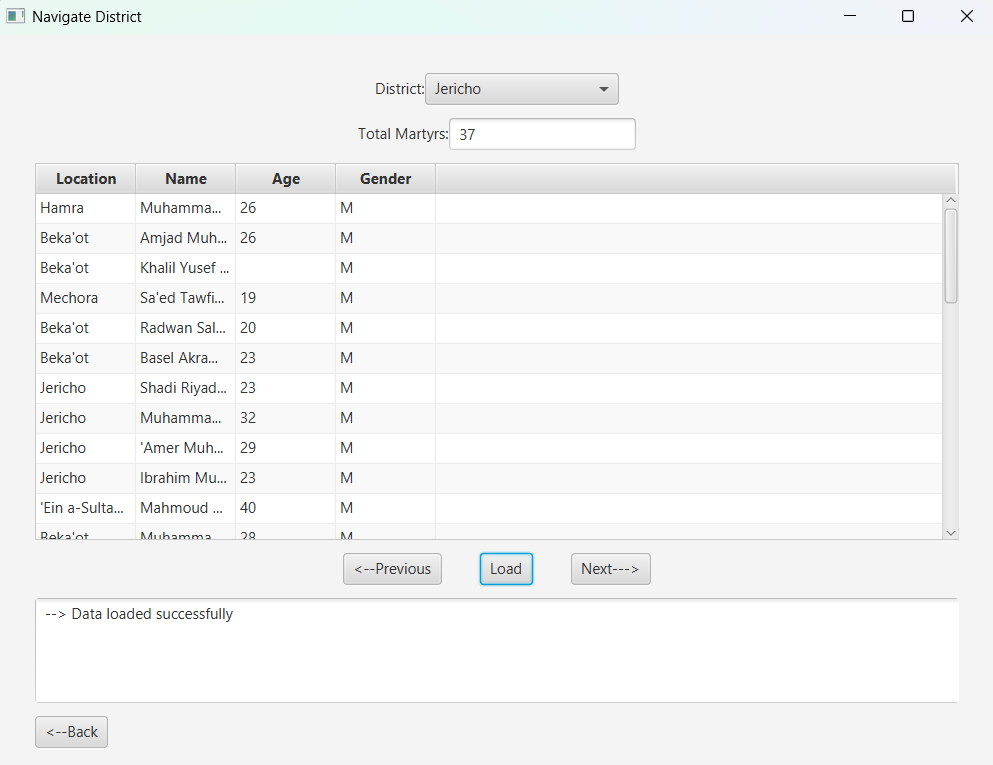 Navigate District
District: Jericho
Total Martyrs: 37
Location Name Age Gender
Hamra Muhamma... 26 M
Beka'ot Amjad Muh... 26 M
Beka'ot Khalil Yusef ... M
Mechora Sa'ed Tawfi... 19 M
Beka'ot Radwan Sal... 20 M
Beka'ot Basel Akra... 23 M
Jericho Shadi Riyad... 23 M
Jericho Muhamma... 32 M
Jericho 'Amer Muh... 29 M
Jericho Ibrahim Mu... 23 M
'Ein a-Sulta... Mahmoud ... 40 M
Beka'ot Muhamma... 28 M
<--Previous Load Next--->
--> Data loaded successfully
<--Back